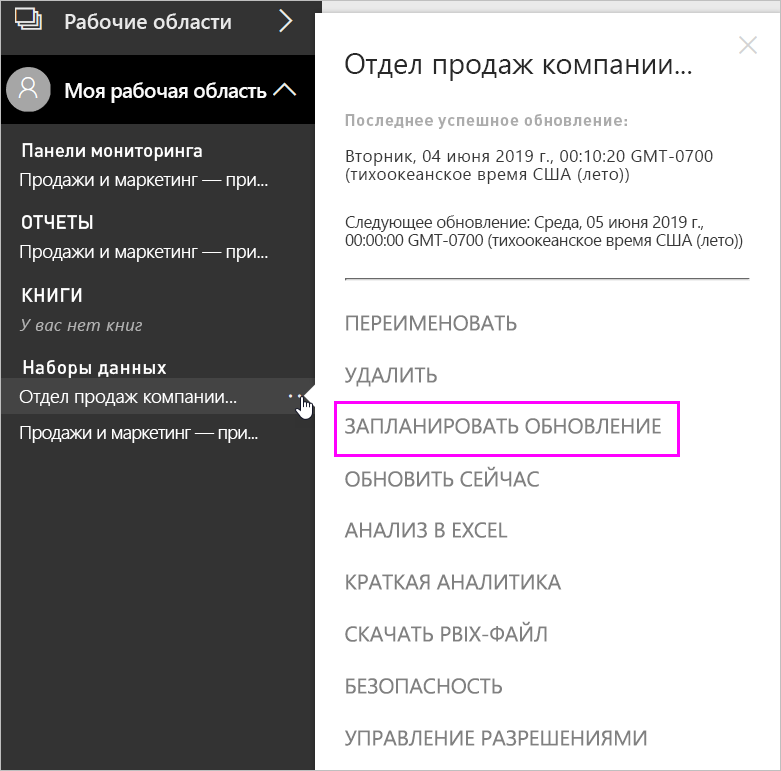 Рабочие области
Моя рабочая область
Панели мониторинга
Продажи и маркетинг — при...
ОТЧЕТЫ
Продажи и маркетинг — при...
КНИГИ
У вас нет книг
Наборы данных
Отдел продаж компании...
Продажи и маркетинг — при...
Отдел продаж компании...
Последнее успешное обновление:
Вторник, 04 июня 2019 г., 00:10:20 GMT-0700
(тихоокеанское время США (лето))
Следующее обновление: Среда, 05 июня 2019 г.,
00:00:00 GMT-0700 (тихоокеанское время США (лето))
ПЕРЕИМЕНОВАТЬ
УДАЛИТЬ
ЗАПЛАНИРОВАТЬ ОБНОВЛЕНИЕ
ОБНОВИТЬ СЕЙЧАС
АНАЛИЗ В EXCEL
КРАТКАЯ АНАЛИТИКА
СКАЧАТЬ PBIX-ФАЙЛ
БЕЗОПАСНОСТЬ
УПРАВЛЕНИЕ РАЗРЕШЕНИЯМИ